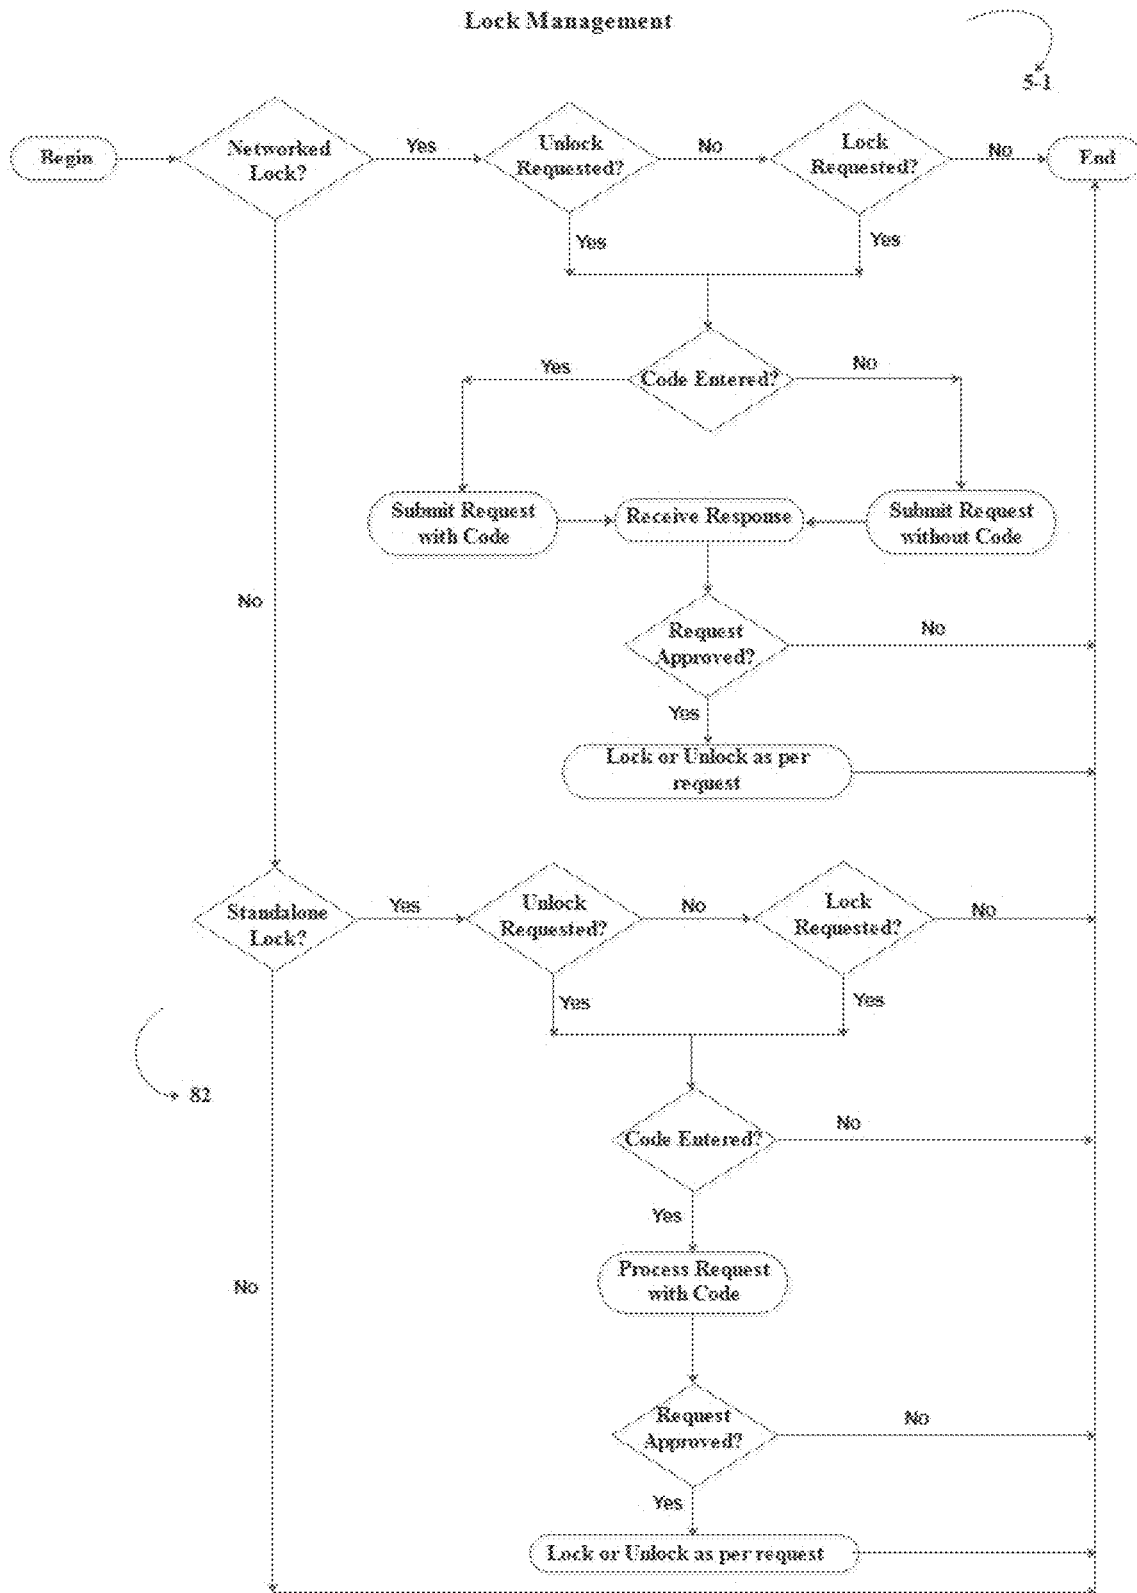 Lock Management
5-1
Begin
Networked
Lock?
Yes
Unlock
Requested?
No
Lock
Requested?
No
End
Yes
Yes
Yes
Code Entered?
No
Submit Request
with Code
Receive Response
Submit Request
without Code
No
Request
Approved?
No
Yes
Lock or Unlock as per
request
Standalone
Lock?
Yes
Unlock
Requested?
No
Lock
Requested?
No
Yes
Yes
82
Code Entered?
No
Yes
Process Request
with Code
No
Request
Approved?
No
Yes
Lock or Unlock as per request